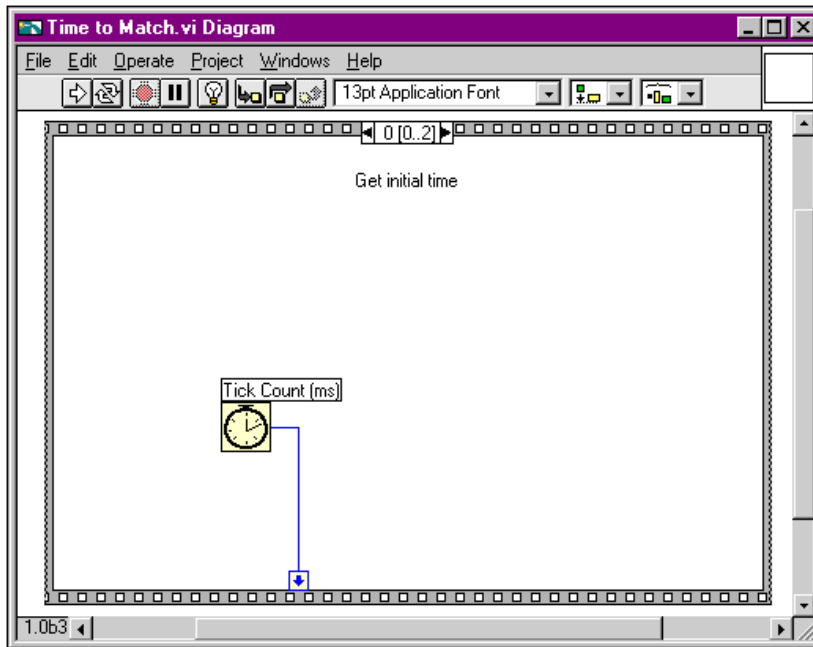 Time to Match.vi Diagram
File Edit Operate Project Windows Help
13pt Application Font
0 [0..2]
Get initial time
Tick Count (ms)
1.0b3